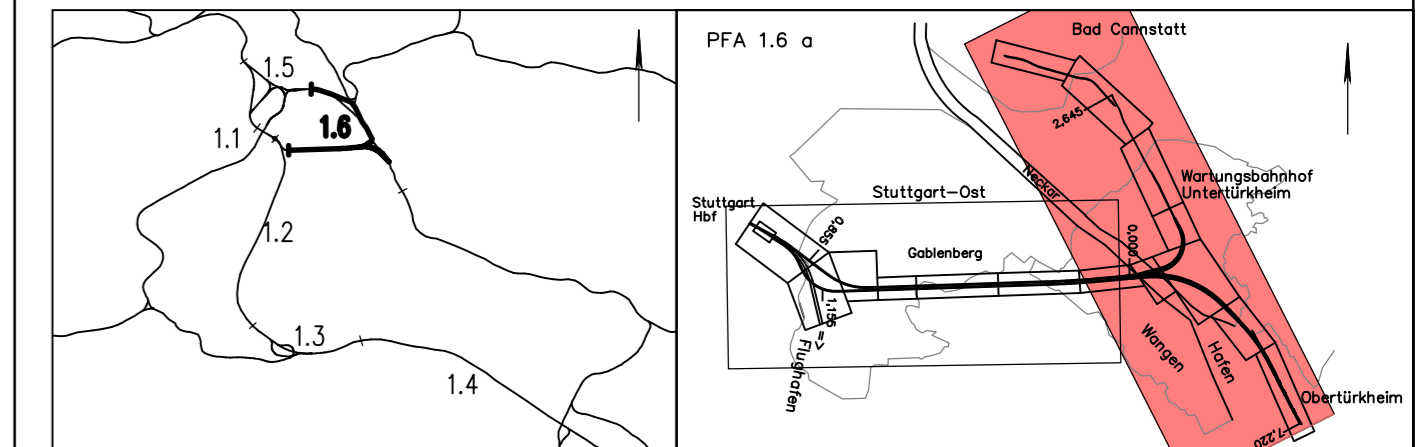 1.5
1.6
1.1
1.2
1.3
1.4
PFA 1.6 a
Bad Cannstatt
2,645
Neckar
Wartungsbahnhof
Untertürkheim
Stuttgart-Ost
Stuttgart
Hbf
0,855
0,000
Gablenberg
1,155
=>
Flughafen
Wangen
Hafen
Obertürkheim
7,220